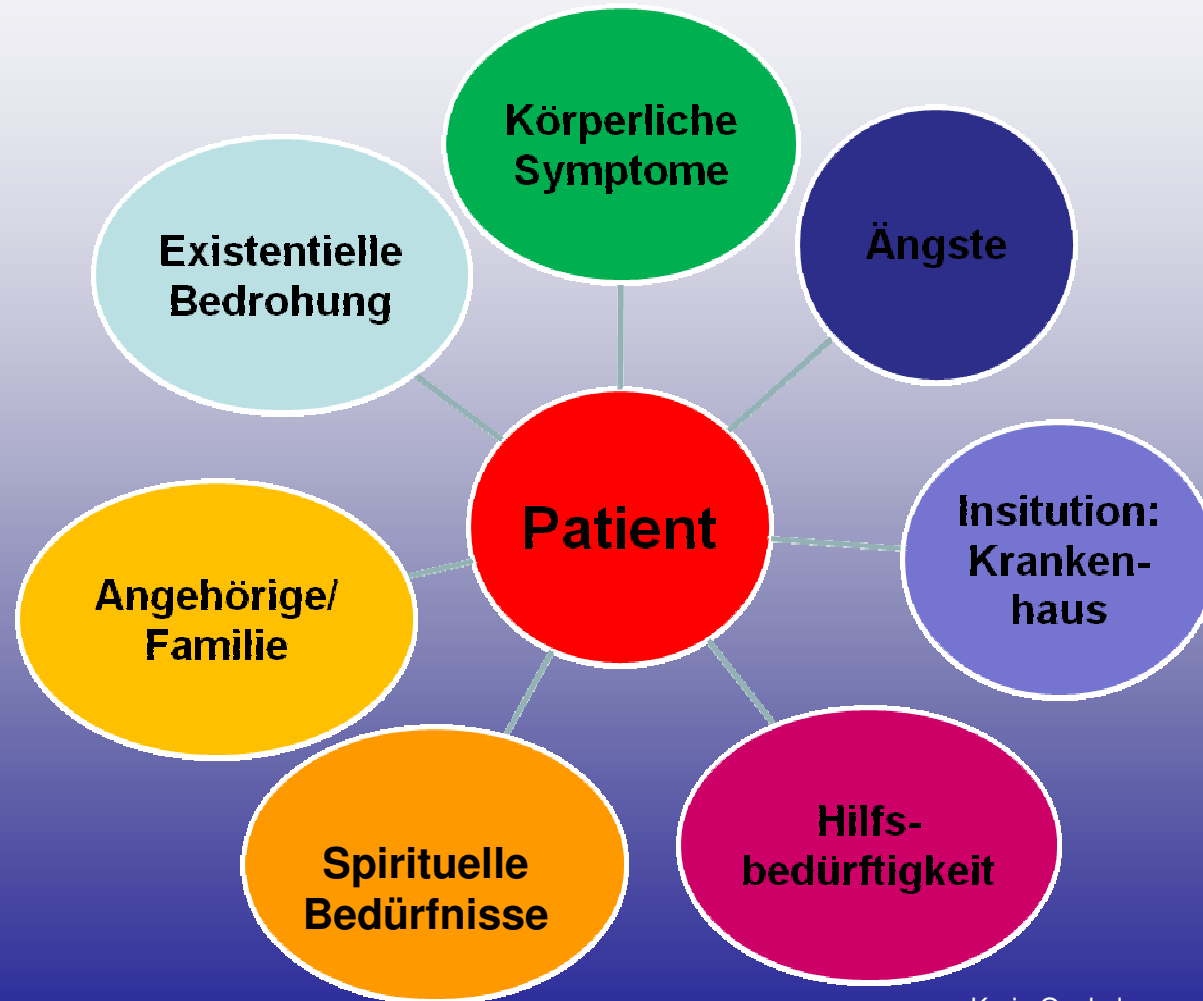 Körperliche
Symptome
Ängste
Existentielle
Bedrohung
Patient
Insitution:
Kranken-
haus
Angehörige/
Familie
Hilfs-
bedürftigkeit
Spirituelle
Bedürfnisse